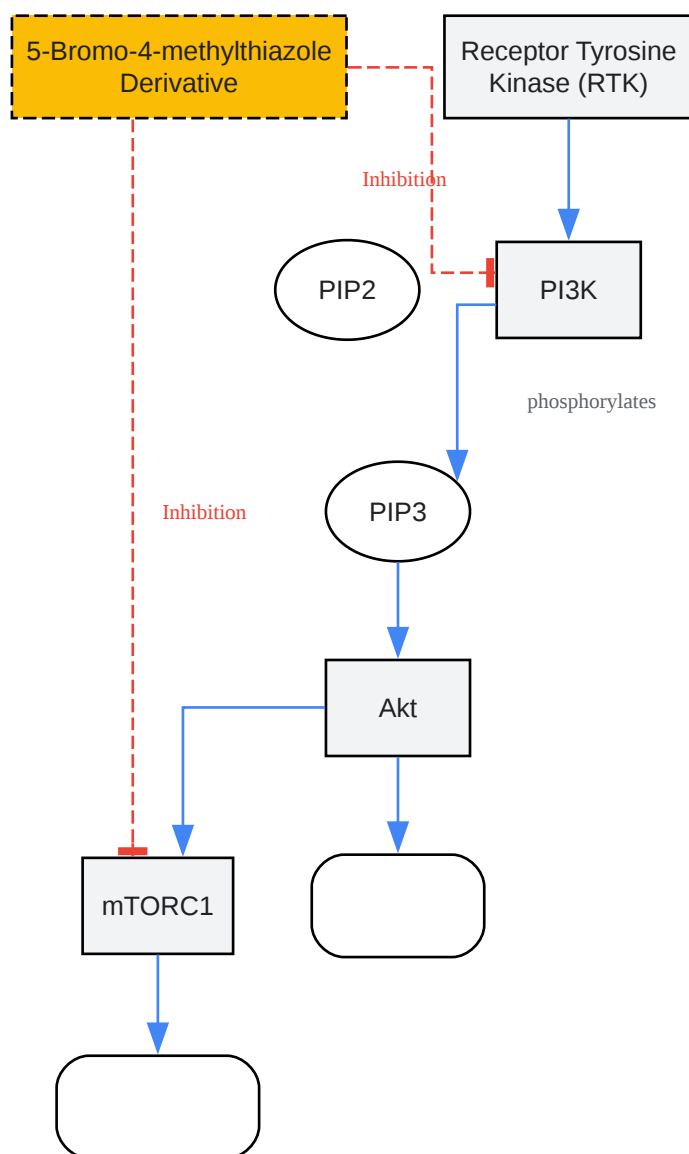 5-Bromo-4-methylthiazole
Derivative
Receptor Tyrosine
Kinase (RTK)
Inhibition
PIP2
PI3K
phosphorylates
PIP3
Inhibition
Akt
mTORC1